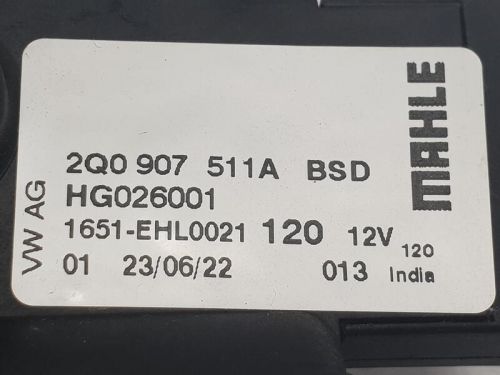 VW AG
MAHLE
2Q0 907 511A BSD
HG026001
1651-EHL0021 120 12V 120
01 23/06/22 013 India